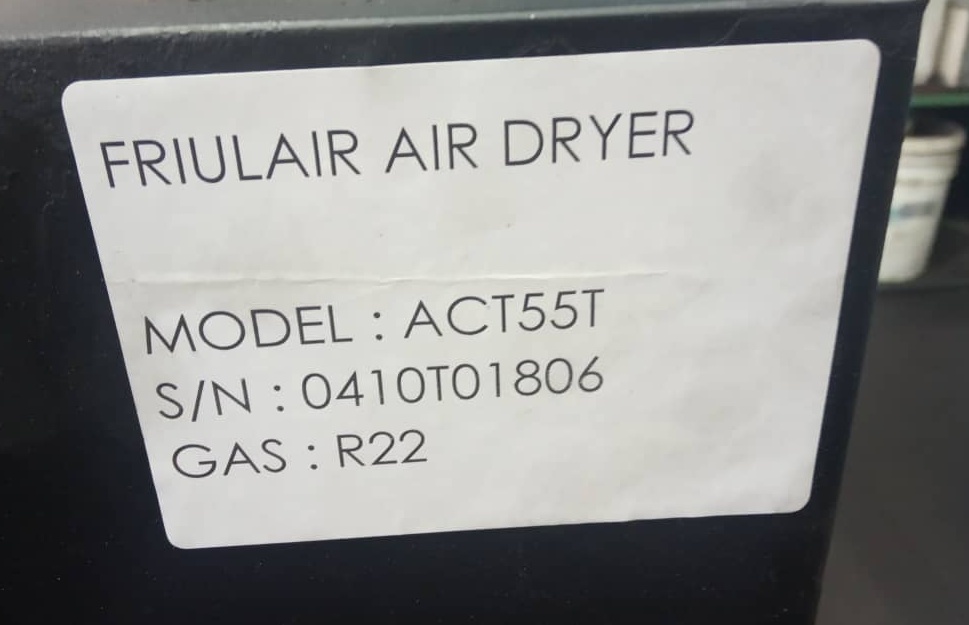 FRIULAIR AIR DRYER
MODEL : ACT55T
S/N : 0410T01806
GAS : R22